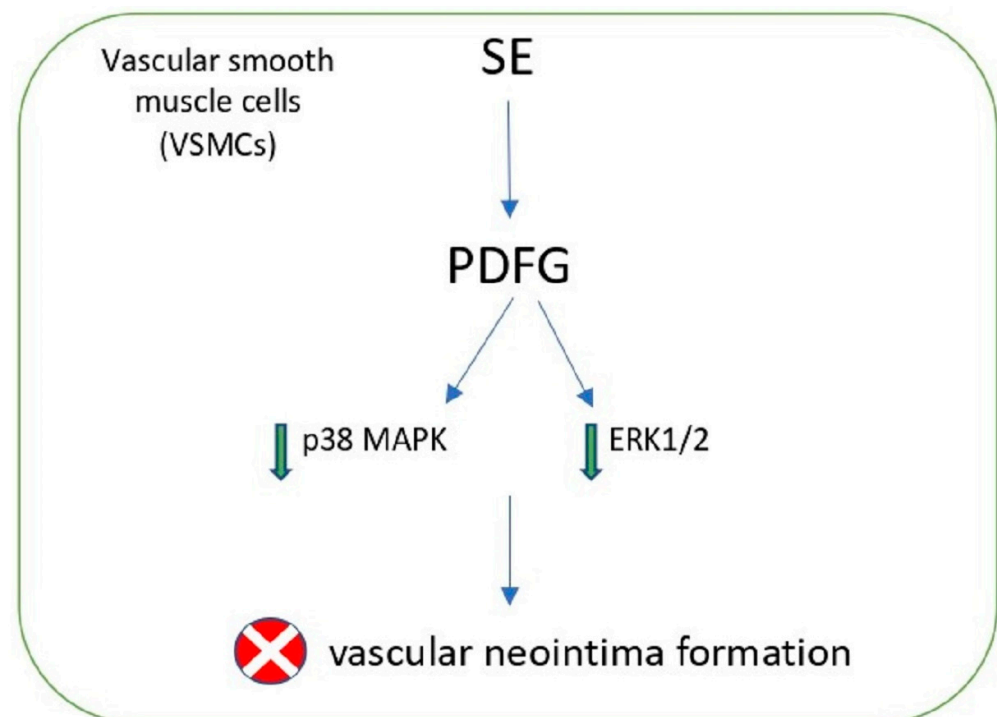 Vascular smooth
muscle cells
(VSMCs)
SE
PDFG
p38 MAPK
ERK1/2
vascular neointima formation